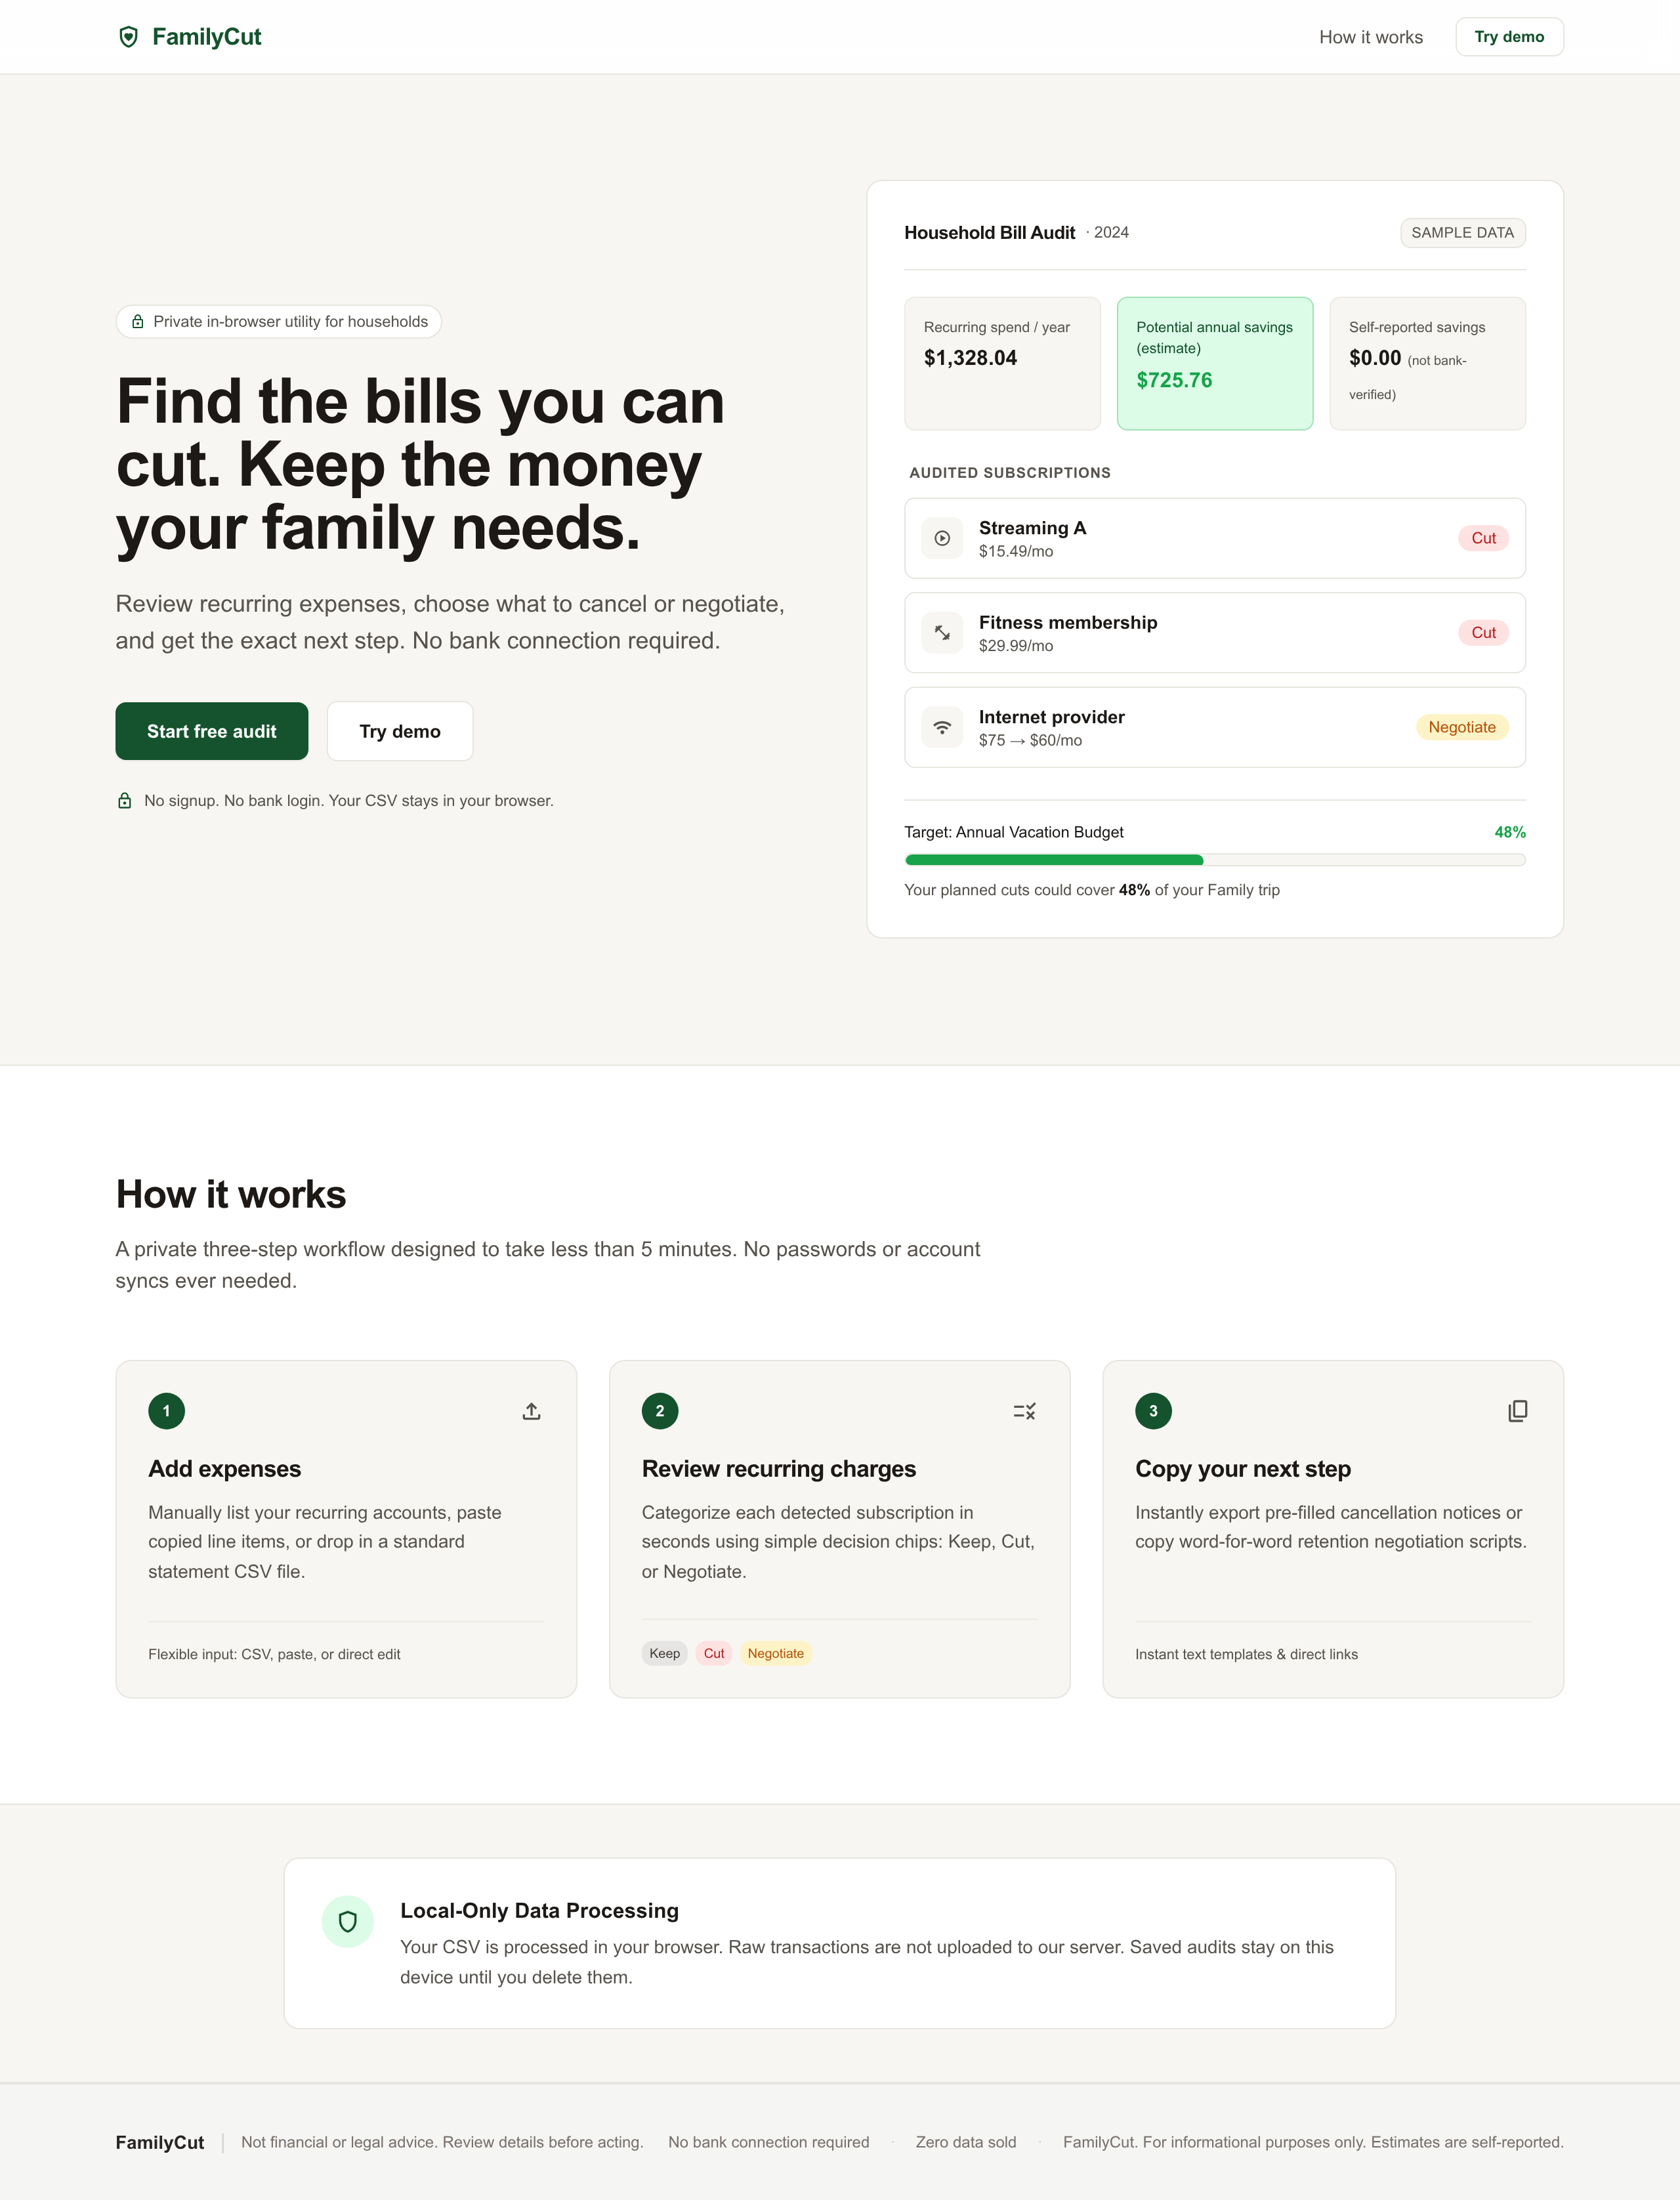 FamilyCut
How it works
Try demo
Private in-browser utility for households
Find the bills you can
cut. Keep the money
your family needs.
Review recurring expenses, choose what to cancel or negotiate,
and get the exact next step. No bank connection required.
Start free audit
Try demo
No signup. No bank login. Your CSV stays in your browser.
Household Bill Audit · 2024
SAMPLE DATA
Recurring spend / year
$1,328.04
Potential annual savings
(estimate)
$725.76
Self-reported savings
$0.00 (not bank-
verified)
AUDITED SUBSCRIPTIONS
Streaming A
$15.49/mo
Cut
Fitness membership
$29.99/mo
Cut
Internet provider
$75 → $60/mo
Negotiate
Target: Annual Vacation Budget
48%
Your planned cuts could cover 48% of your Family trip
How it works
A private three-step workflow designed to take less than 5 minutes. No passwords or account
syncs ever needed.
1
Add expenses
Manually list your recurring accounts, paste
copied line items, or drop in a standard
statement CSV file.
Flexible input: CSV, paste, or direct edit
2
Review recurring charges
Categorize each detected subscription in
seconds using simple decision chips: Keep, Cut,
or Negotiate.
Keep
Cut
Negotiate
3
Copy your next step
Instantly export pre-filled cancellation notices or
copy word-for-word retention negotiation scripts.
Instant text templates & direct links
Local-Only Data Processing
Your CSV is processed in your browser. Raw transactions are not uploaded to our server. Saved audits stay on this
device until you delete them.
FamilyCut | Not financial or legal advice. Review details before acting. No bank connection required · Zero data sold · FamilyCut. For informational purposes only. Estimates are self-reported.